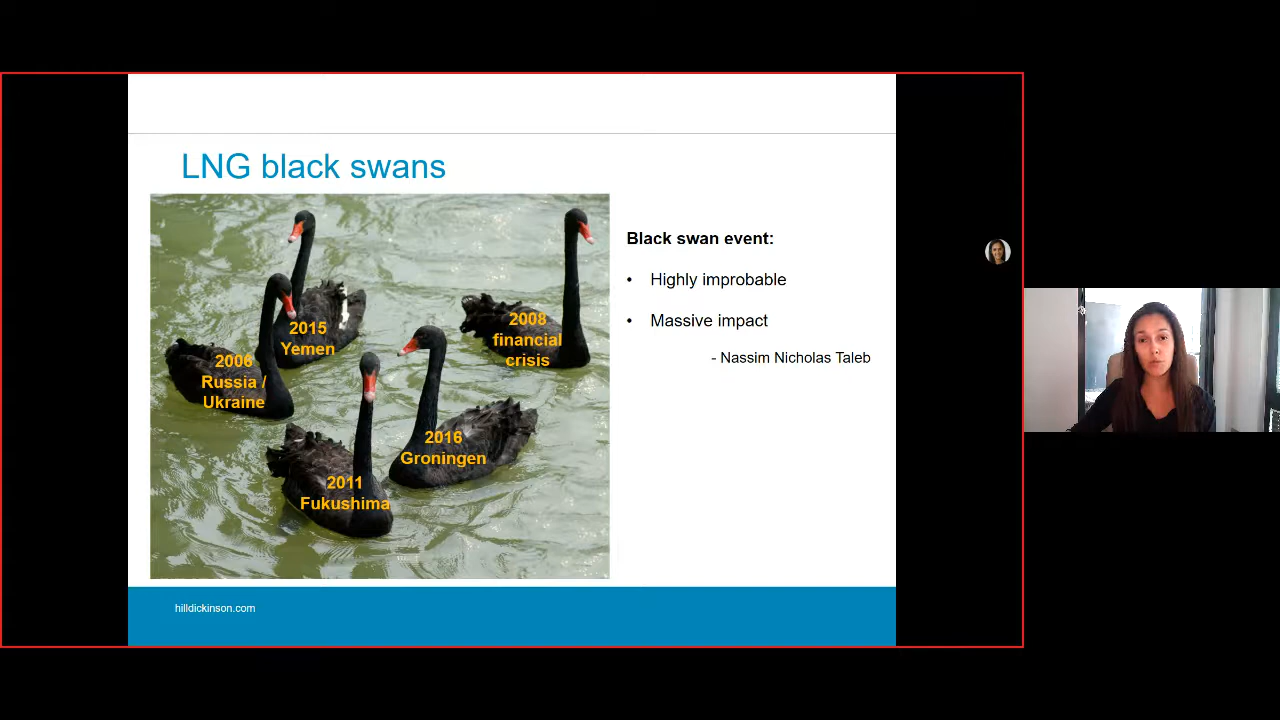 LNG black swans
2015
Yemen
2006
Russia /
Ukraine
2008
financial
crisis
2016
Groningen
2011
Fukushima
Black swan event:
• Highly improbable
• Massive impact
- Nassim Nicholas Taleb
hilldickinson.com